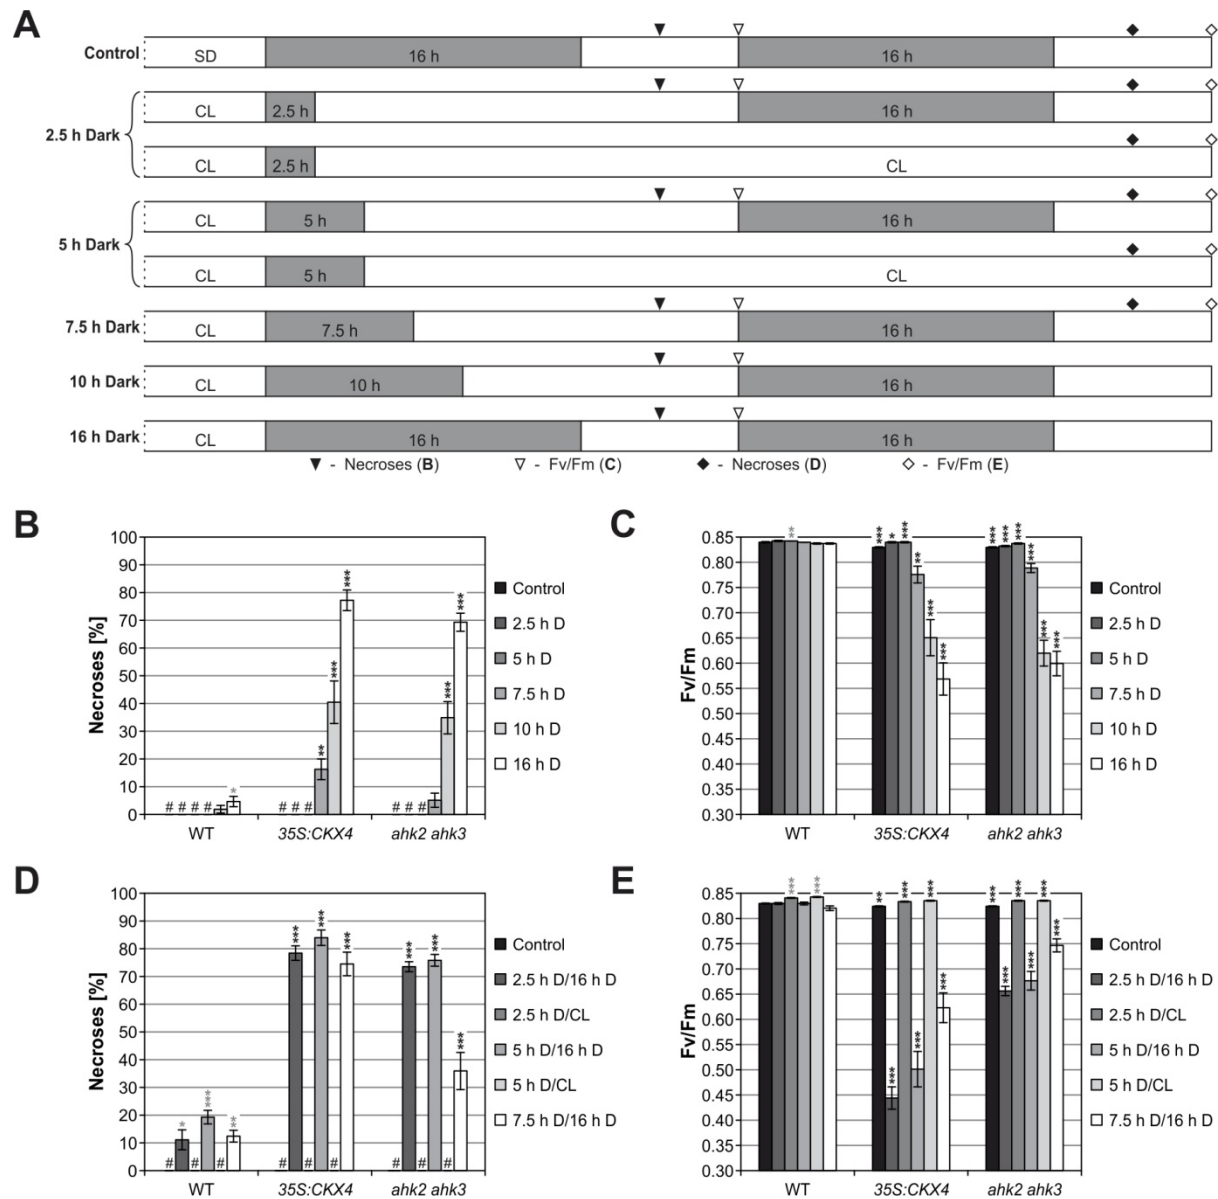 A
Control SD 16 h 16 h
CL 2.5 h 16 h
2.5 h Dark
CL 2.5 h CL
CL 5 h 16 h
5 h Dark
CL 5 h CL
7.5 h Dark CL 7.5 h 16 h
10 h Dark CL 10 h 16 h
16 h Dark CL 16 h 16 h
▼ - Necroses (B) ▽ - Fv/Fm (C) ◆ - Necroses (D) ◇ - Fv/Fm (E)
B
Necroses [%]
100
90
80
70
60
50
40
30
20
10
0
# # # # *
# # # ** *** ***
# # # *** ***
WT 35S:CKX4 ahk2 ahk3
Control
2.5 h D
5 h D
7.5 h D
10 h D
16 h D
C
Fv/Fm
0.85
0.80
0.75
0.70
0.65
0.60
0.55
0.50
0.45
0.40
0.35
0.30
**
*** * *** ** *** ***
*** *** *** *** *** ***
WT 35S:CKX4 ahk2 ahk3
Control
2.5 h D
5 h D
7.5 h D
10 h D
16 h D
D
Necroses [%]
100
90
80
70
60
50
40
30
20
10
0
# * # *** # **
# *** # *** # ***
# *** # *** # ***
WT 35S:CKX4 ahk2 ahk3
Control
2.5 h D/16 h D
2.5 h D/CL
5 h D/16 h D
5 h D/CL
7.5 h D/16 h D
E
Fv/Fm
0.85
0.80
0.75
0.70
0.65
0.60
0.55
0.50
0.45
0.40
0.35
0.30
*** ***
** *** *** *** *** ***
*** *** *** *** *** ***
WT 35S:CKX4 ahk2 ahk3
Control
2.5 h D/16 h D
2.5 h D/CL
5 h D/16 h D
5 h D/CL
7.5 h D/16 h D